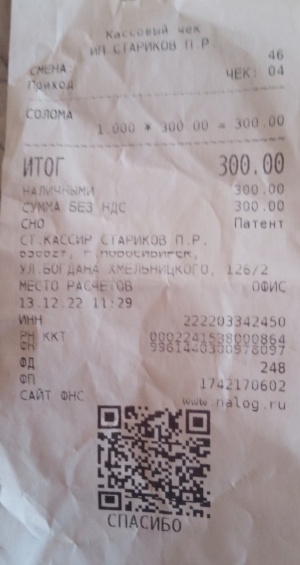 Кассовый чек
ИП СТАРИКОВ П.Р.
46
СМЕНА: ЧЕК: 04
Приход
СОЛОМА
1.000 * 300.00 = 300.00
ИТОГ 300.00
НАЛИЧНЫМИ 300.00
СУММА БЕЗ НДС 300.00
СНО Патент
СТ.КАССИР СТАРИКОВ П.Р.
Г.НОВОСИБИРСК,
УЛ.БОГДАНА ХМЕЛЬНИЦКОГО, 126/2
МЕСТО РАСЧЕТОВ ОФИС
13.12.22 11:29
ИНН 222203342450
РН ККТ 0002241538000864
ФД 248
ФП 1742170602
САЙТ ФНС www.nalog.ru
СПАСИБО